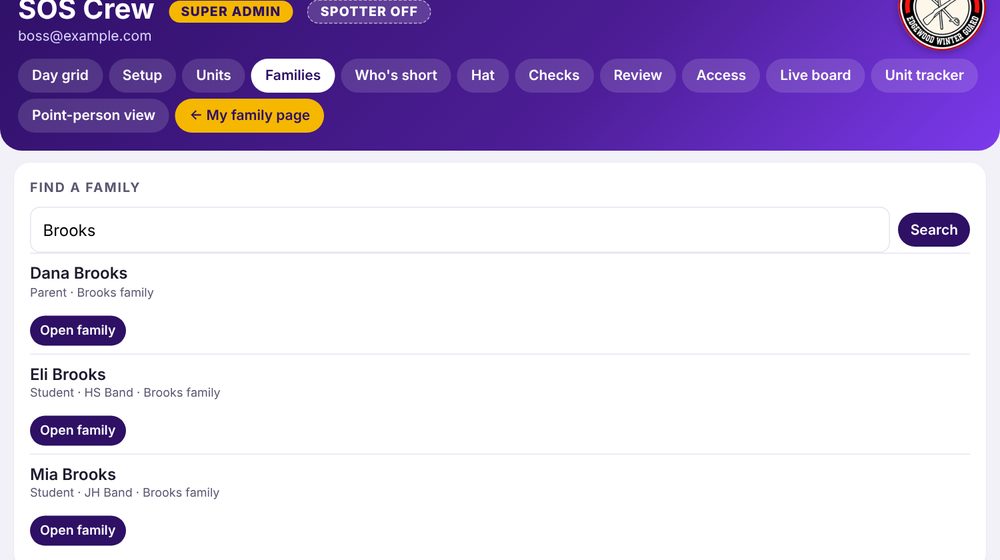 SOS Crew SUPER ADMIN SPOTTER OFF
boss@example.com
EDGEWOOD WINTER GUARD
Day grid Setup Units Families Who's short Hat Checks Review Access Live board Unit tracker
Point-person view ← My family page
FIND A FAMILY
Brooks Search
Dana Brooks
Parent · Brooks family
Open family
Eli Brooks
Student · HS Band · Brooks family
Open family
Mia Brooks
Student · JH Band · Brooks family
Open family